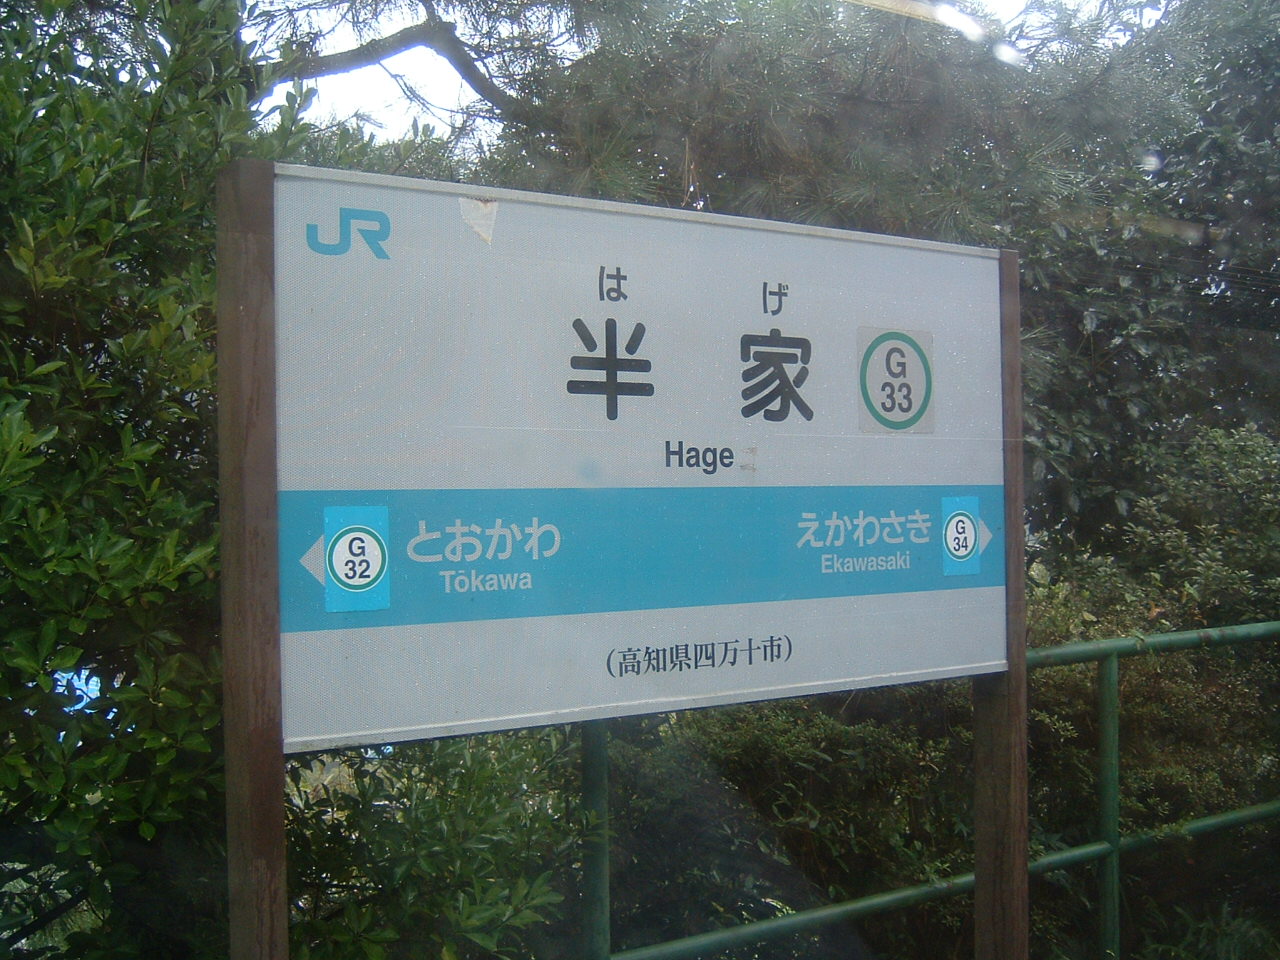 JR
はげ
半家
G
33
Hage
G
32
とおかわ
Tōkawa
えかわさき
Ekawasaki
G
34
(高知県四万十市)